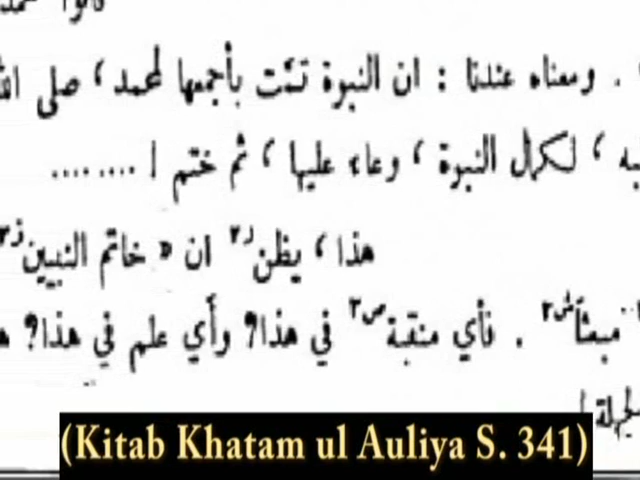 . ومعناه عندنا : ان النبوة تمّت بأجمعها لمحمد ، صلى
، لكمال النبوة ، وعاء عليها ، ثم ختم ! ........
هذا ، يظن ان « خاتم النبيين
مبعثاً . فأي منقبة في هذا? وأي علم في هذا?
(Kitab Khatam ul Auliya S. 341)